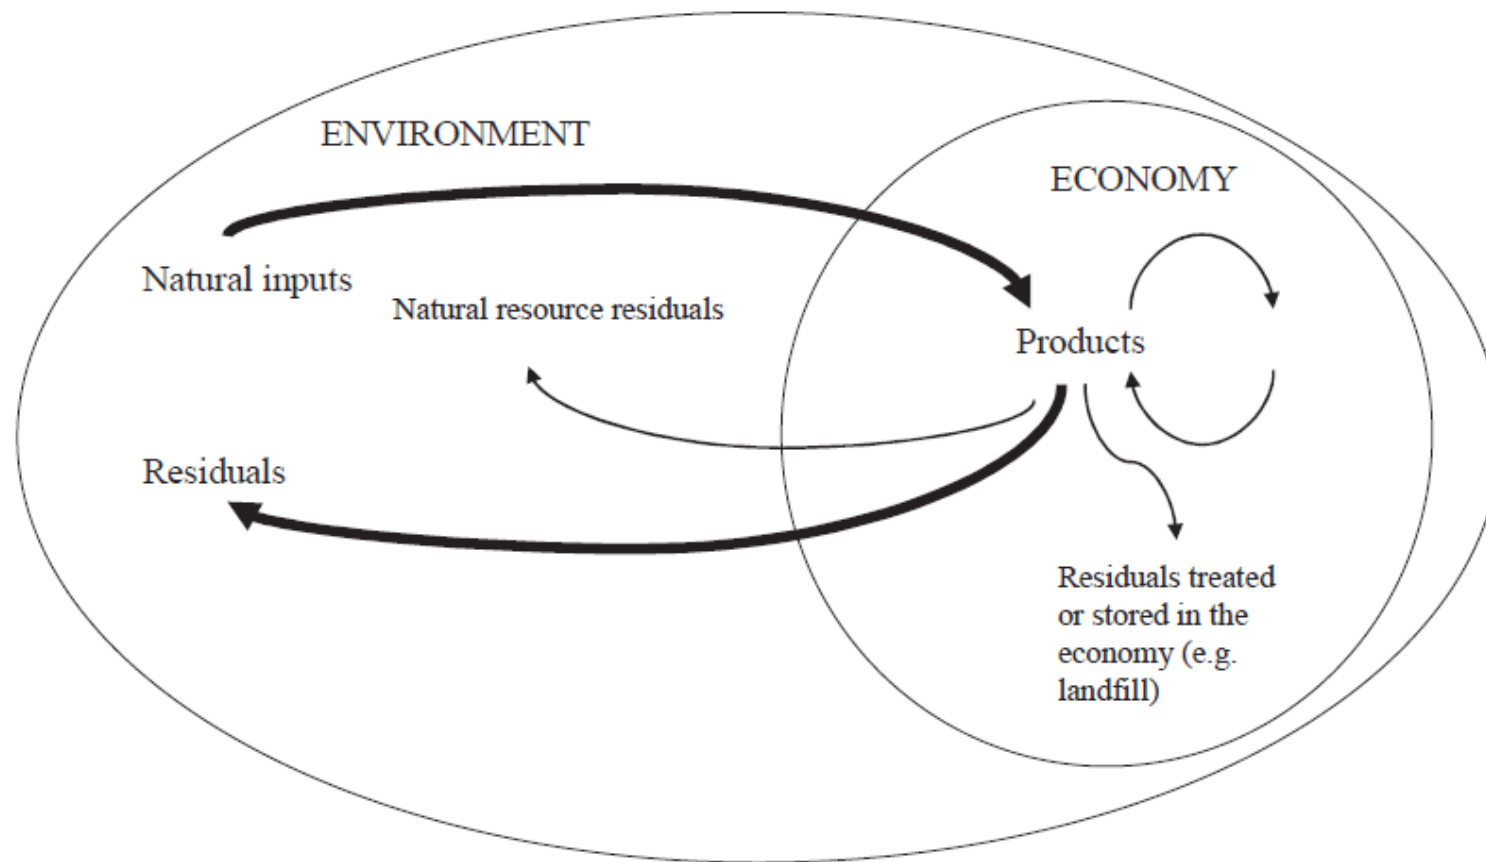 ENVIRONMENT
ECONOMY
Natural inputs
Natural resource residuals
Products
Residuals
Residuals treated
or stored in the
economy (e.g.
landfill)